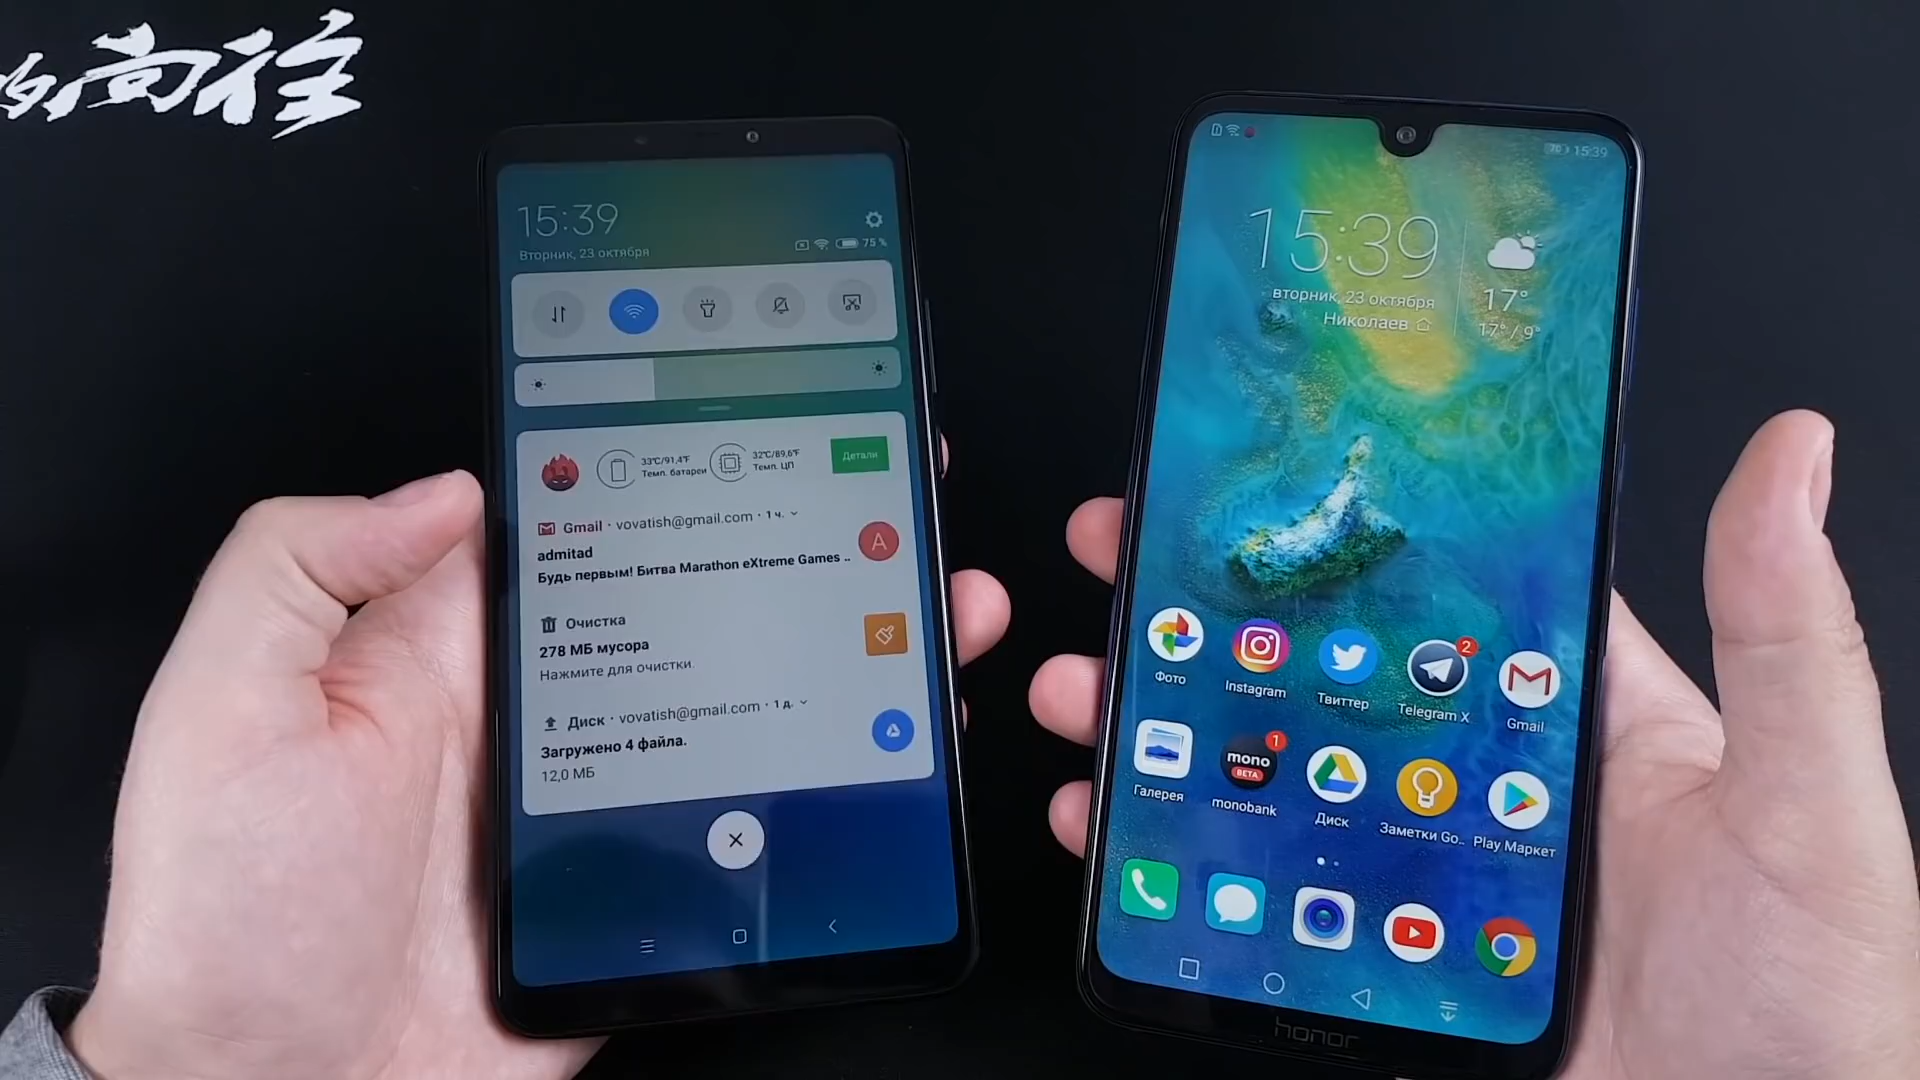 尚往
15:39
Вторник, 23 октября
75 %
33℃/91,4℉
Темп. батареи
32℃/89,6℉
Темп. ЦП
Детали
Gmail · vovatish@gmail.com · 1 ч.
admitad
Будь первым! Битва Marathon eXtreme Games ..
A
Очистка
278 МБ мусора
Нажмите для очистки.
Диск · vovatish@gmail.com · 1 д.
Загружено 4 файла.
12,0 МБ
70 15:39
15:39
вторник, 23 октября
Николаев
17°
17° / 9°
2
Фото Instagram Твиттер Telegram X Gmail
1
mono
BETA
Галерея monobank Диск Заметки Go.. Play Маркет
honor